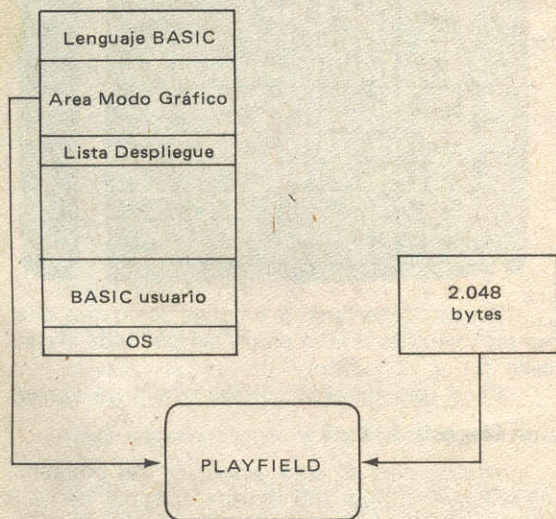 Lenguaje BASIC
Area Modo Gráfico
Lista Despliegue
BASIC usuario
OS
2.048
bytes
PLAYFIELD